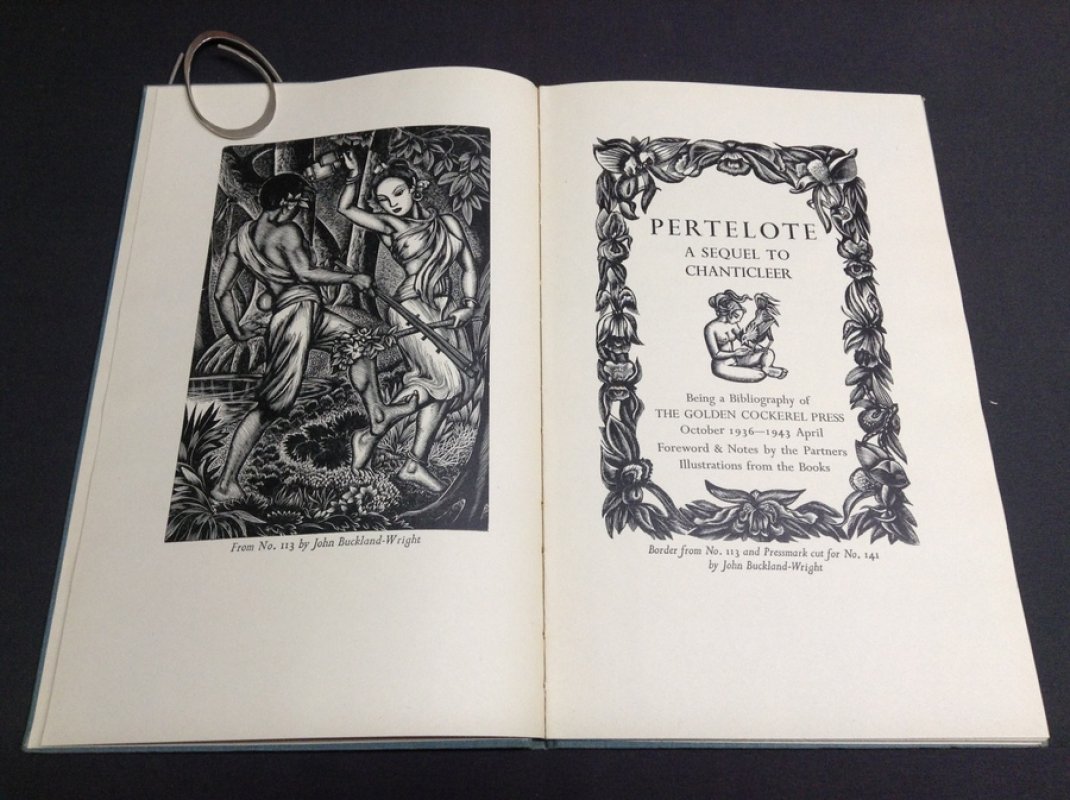 From No. 113 by John Buckland-Wright
PERTELOTE
A SEQUEL TO
CHANTICLEER
Being a Bibliography of
THE GOLDEN COCKEREL PRESS
October 1936—1943 April
Foreword & Notes by the Partners
Illustrations from the Books
Border from No. 113 and Pressmark cut for No. 141
by John Buckland-Wright